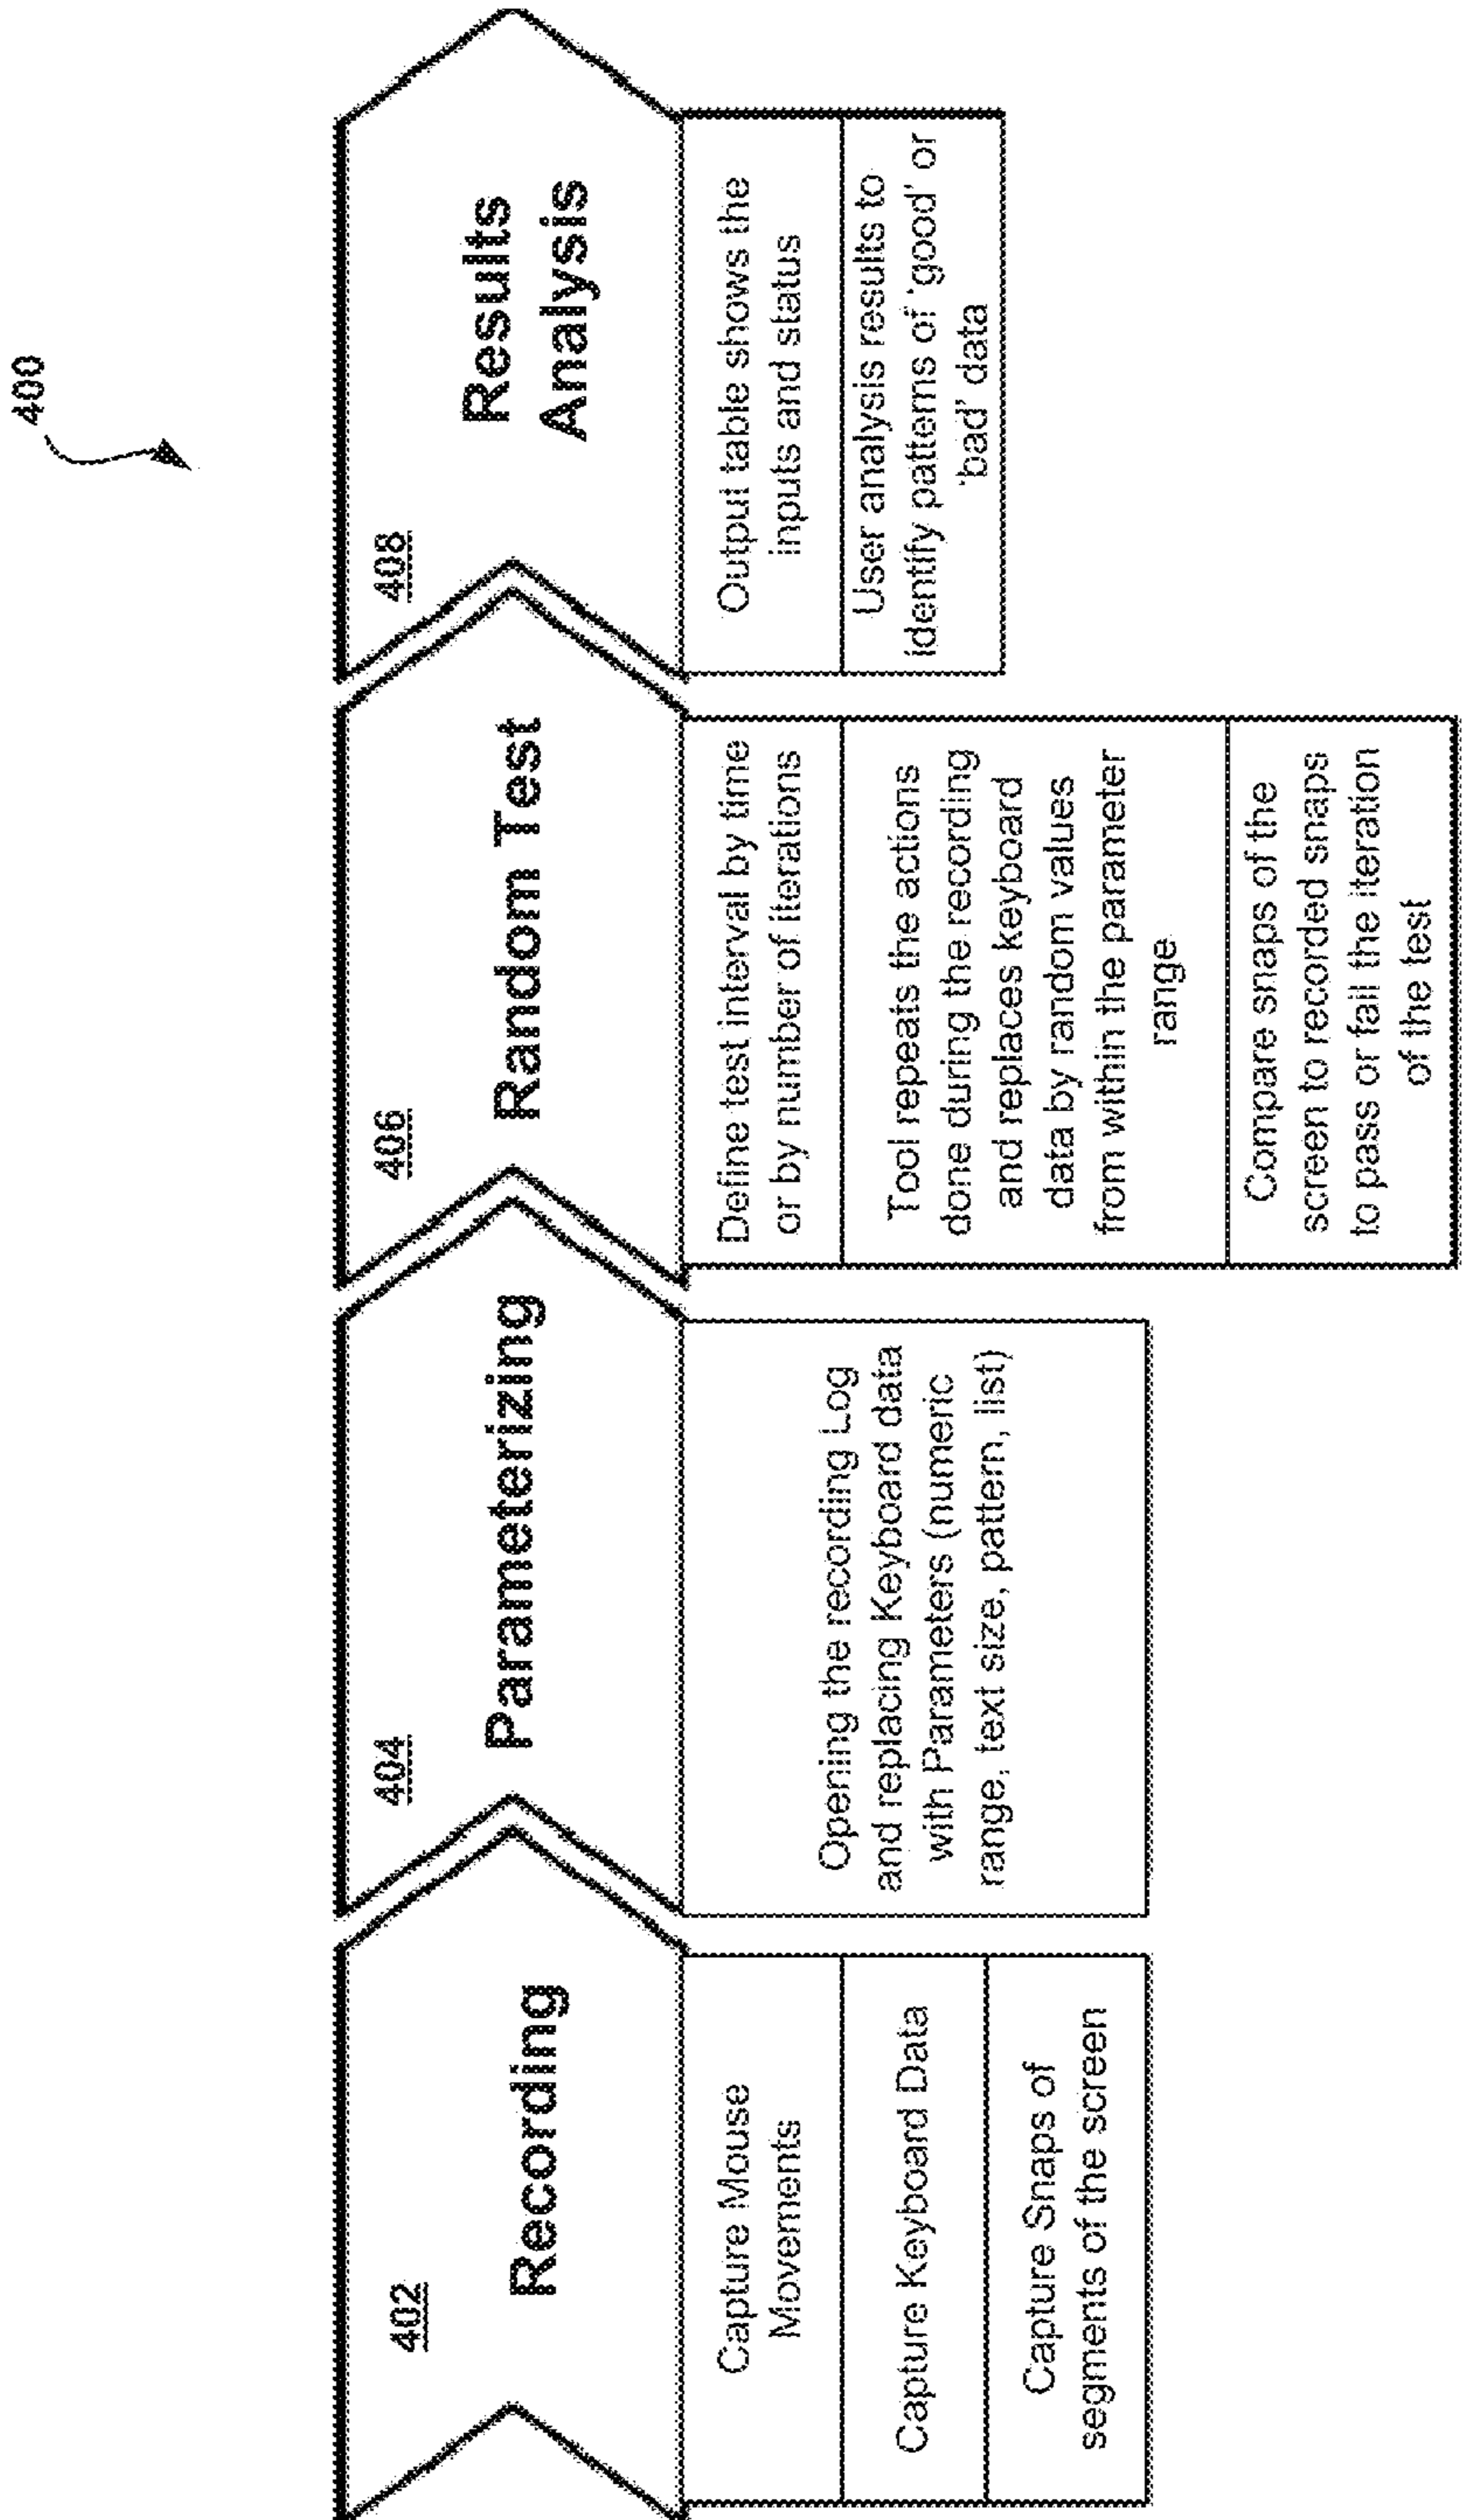 400
402
Recording
Capture Mouse
Movements
Capture Keyboard Data
Capture Snaps of
segments of the screen
404
Parameterizing
Opening the recording Log
and replacing Keyboard data
with Parameters (numeric
range, text size, pattern, list)
406
Random Test
Define test interval by time
or by number of iterations
Tool repeats the actions
done during the recording
and replaces keyboard
data by random values
from within the parameter
range
Compare snaps of the
screen to recorded snaps
to pass or fail the iteration
of the test
408
Results
Analysis
Output table shows the
inputs and status
User analysis results to
identify patterns of 'good' or
'bad' data